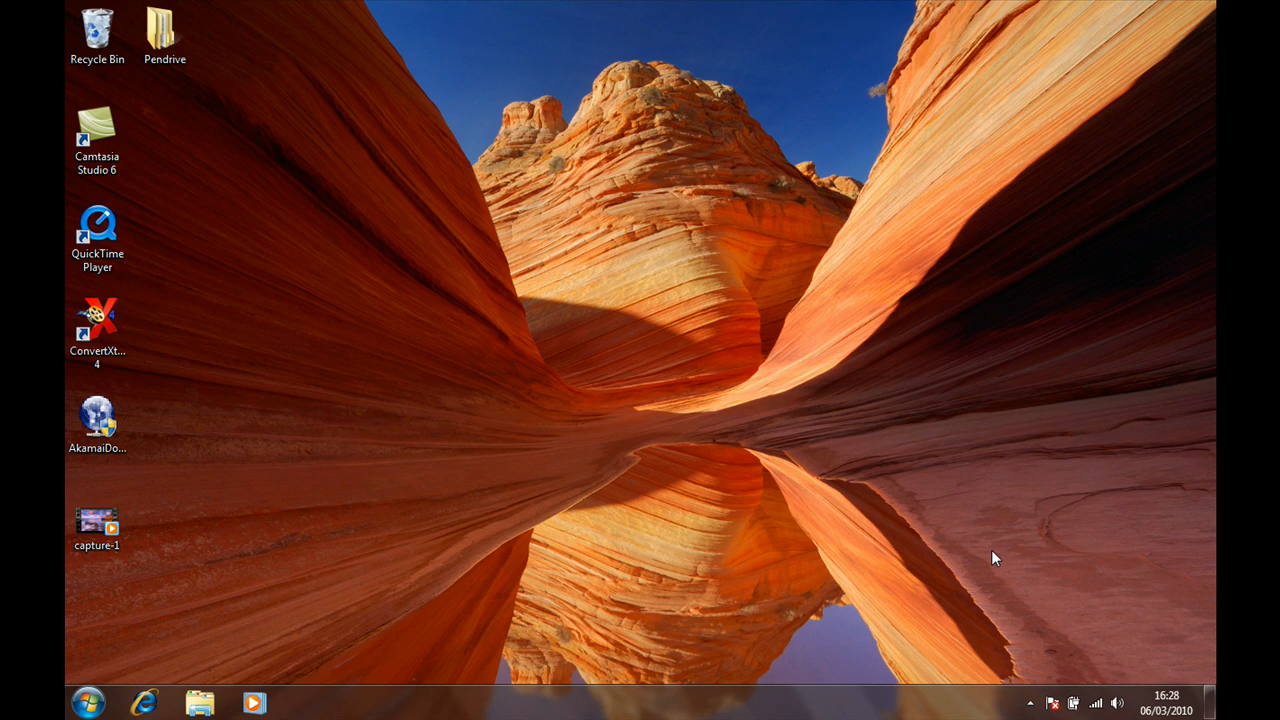 Recycle Bin
Pendrive
Camtasia
Studio 6
QuickTime
Player
ConvertXt...
4
AkamaiDo...
capture-1
16:28
06/03/2010